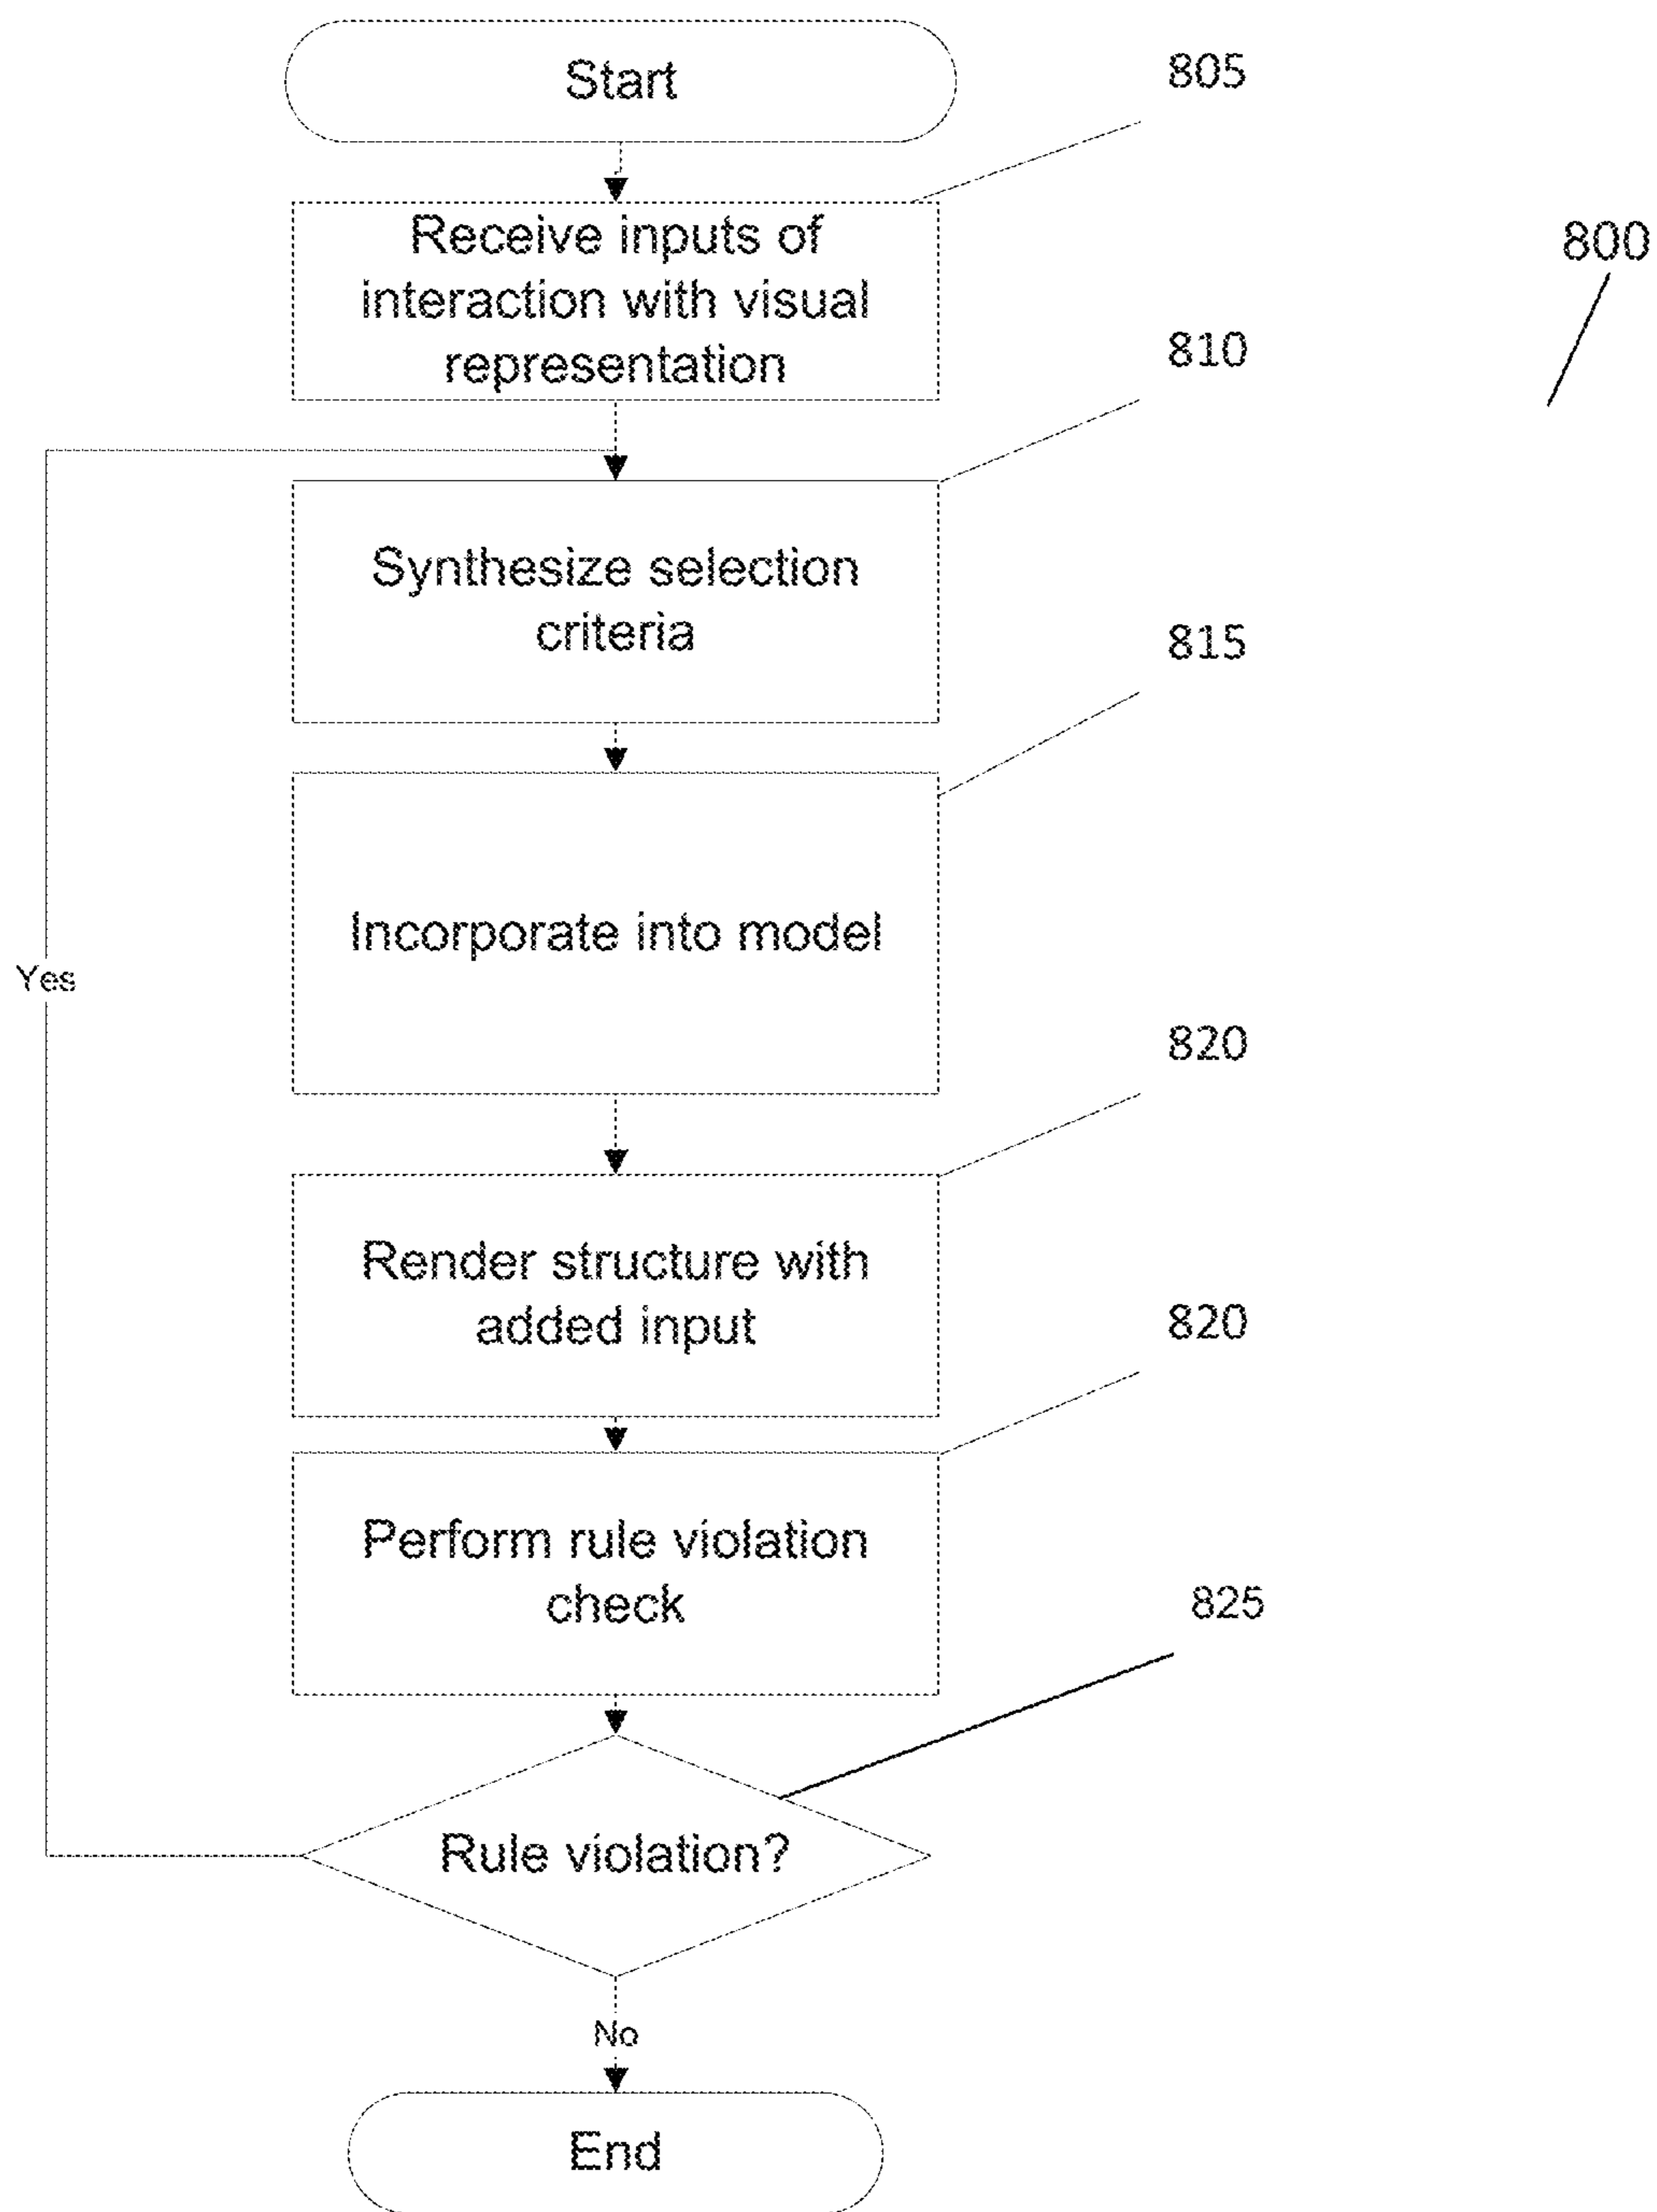 Start
805
Receive inputs of
interaction with visual
representation
800
810
Synthesize selection
criteria
815
Incorporate into model
Yes
820
Render structure with
added input
820
Perform rule violation
check
825
Rule violation?
No
End